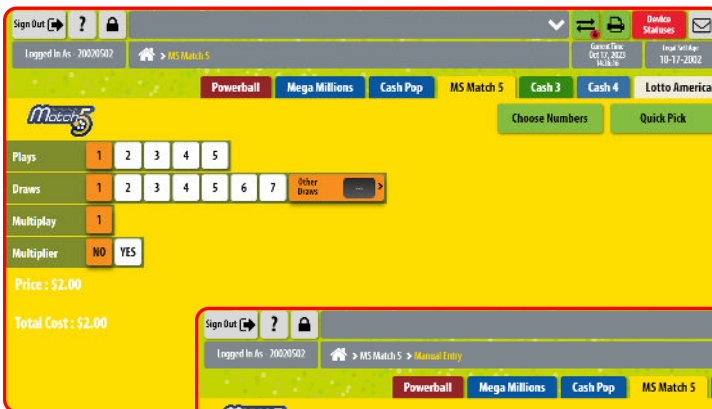 Sign Out ?
Device Statuses
Logged In As - 20020502 > MS Match 5
Current Time
Oct 17, 2023
Legal Sell Age
10-17-2002
Powerball Mega Millions Cash Pop MS Match 5 Cash 3 Cash 4 Lotto America
Match 5
Choose Numbers Quick Pick
Plays 1 2 3 4 5
Draws 1 2 3 4 5 6 7 Other Draws ... >
Multiplay 1
Multiplier NO YES
Price : $2.00
Total Cost : $2.00
Sign Out ?
Logged In As - 20020502 > MS Match 5 > Manual Entry
Powerball Mega Millions Cash Pop MS Match 5